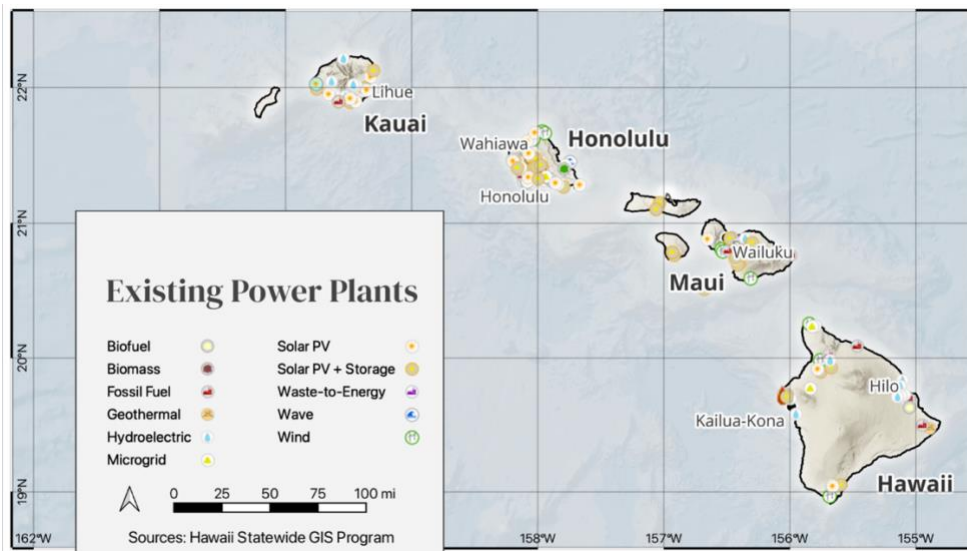 22°N
21°N
20°N
19°N
Lihue
Kauai
Wahiawa
Honolulu
Honolulu
Wailuku
Maui
Hilo
Kailua-Kona
Hawaii
Existing Power Plants
Biofuel
Biomass
Fossil Fuel
Geothermal
Hydroelectric
Microgrid
Solar PV
Solar PV + Storage
Waste-to-Energy
Wave
Wind
0 25 50 75 100 mi
Sources: Hawaii Statewide GIS Program
162°W 158°W 157°W 156°W 155°W